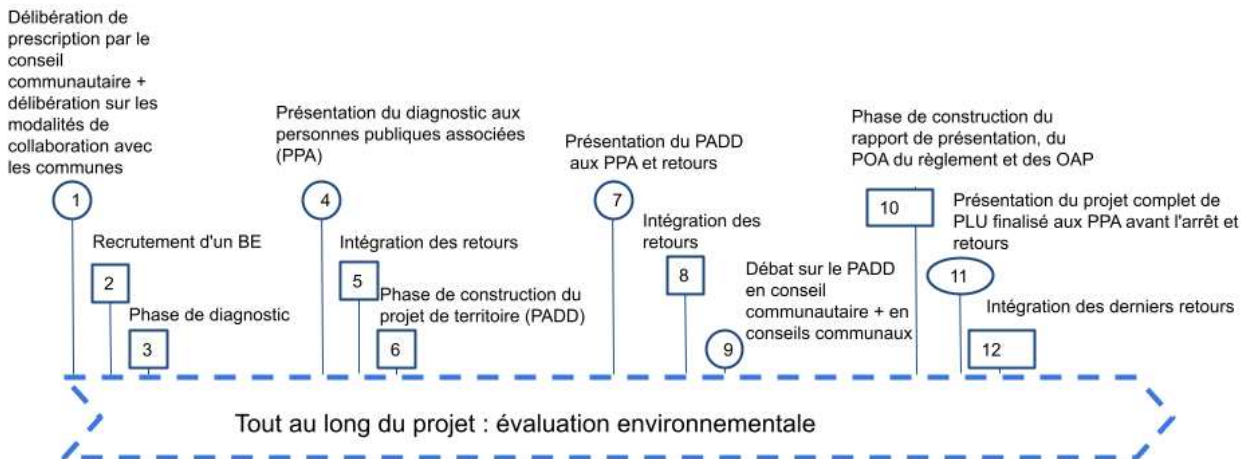 Délibération de
prescription par le
conseil
communautaire +
délibération sur les
modalités de
collaboration avec
les communes
1
Recrutement d'un BE
2
Phase de diagnostic
3
Présentation du diagnostic aux
personnes publiques associées
(PPA)
4
Intégration des retours
5
Phase de construction du
projet de territoire (PADD)
6
Présentation du PADD
aux PPA et retours
7
Intégration des
retours
8
Débat sur le PADD
en conseil
communautaire + en
conseils communaux
9
Phase de construction du
rapport de présentation, du
POA du règlement et des OAP
10
Présentation du projet complet de
PLU finalisé aux PPA avant l'arrêt et
retours
11
Intégration des derniers retours
12
Tout au long du projet : évaluation environnementale